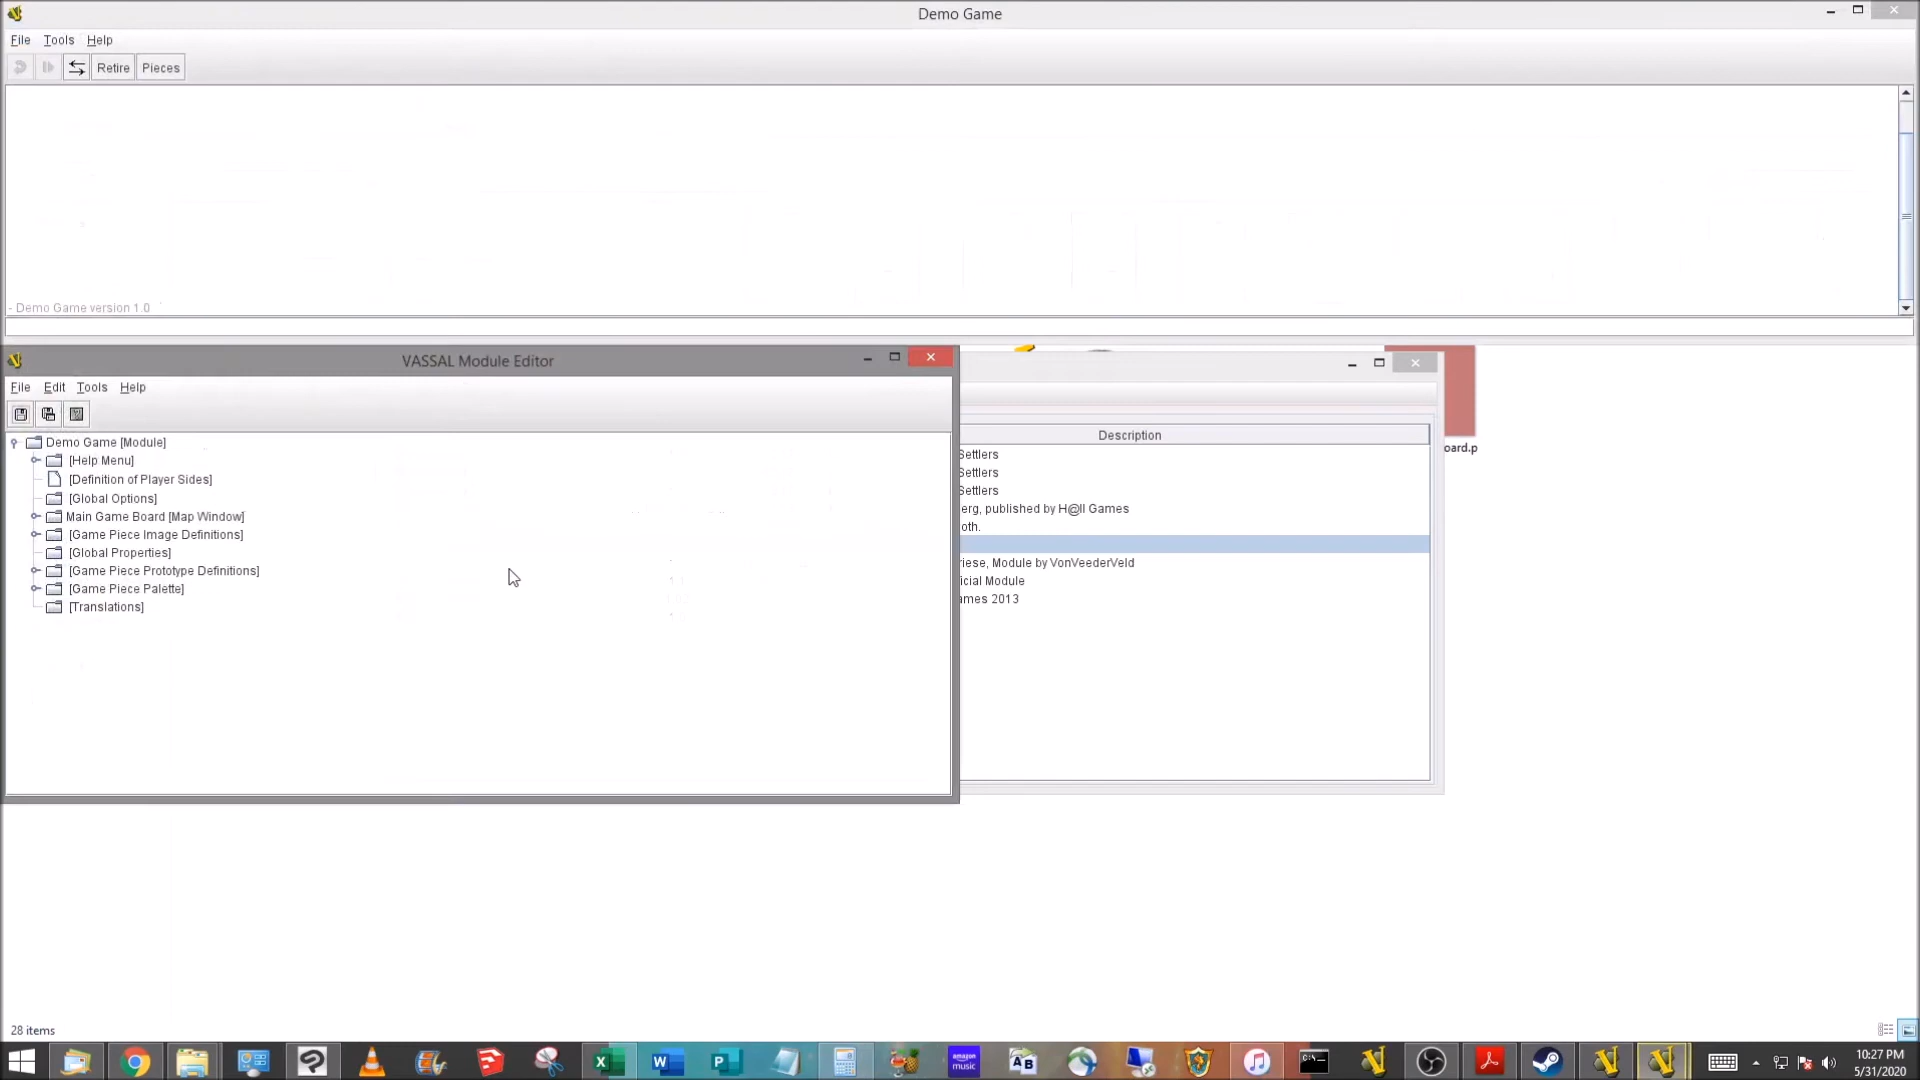 Demo Game
File Tools Help
Retire Pieces
- Demo Game version 1.0
VASSAL Module Editor
File Edit Tools Help
Demo Game [Module]
[Help Menu]
[Definition of Player Sides]
[Global Options]
Main Game Board [Map Window]
[Game Piece Image Definitions]
[Global Properties]
[Game Piece Prototype Definitions]
[Game Piece Palette]
[Translations]
Description
Settlers
Settlers
Settlers
erg, published by H@ll Games
oth.
riese, Module by VonVeederVeld
icial Module
ames 2013
oard.p
28 items
amazon
music
10:27 PM
5/31/2020